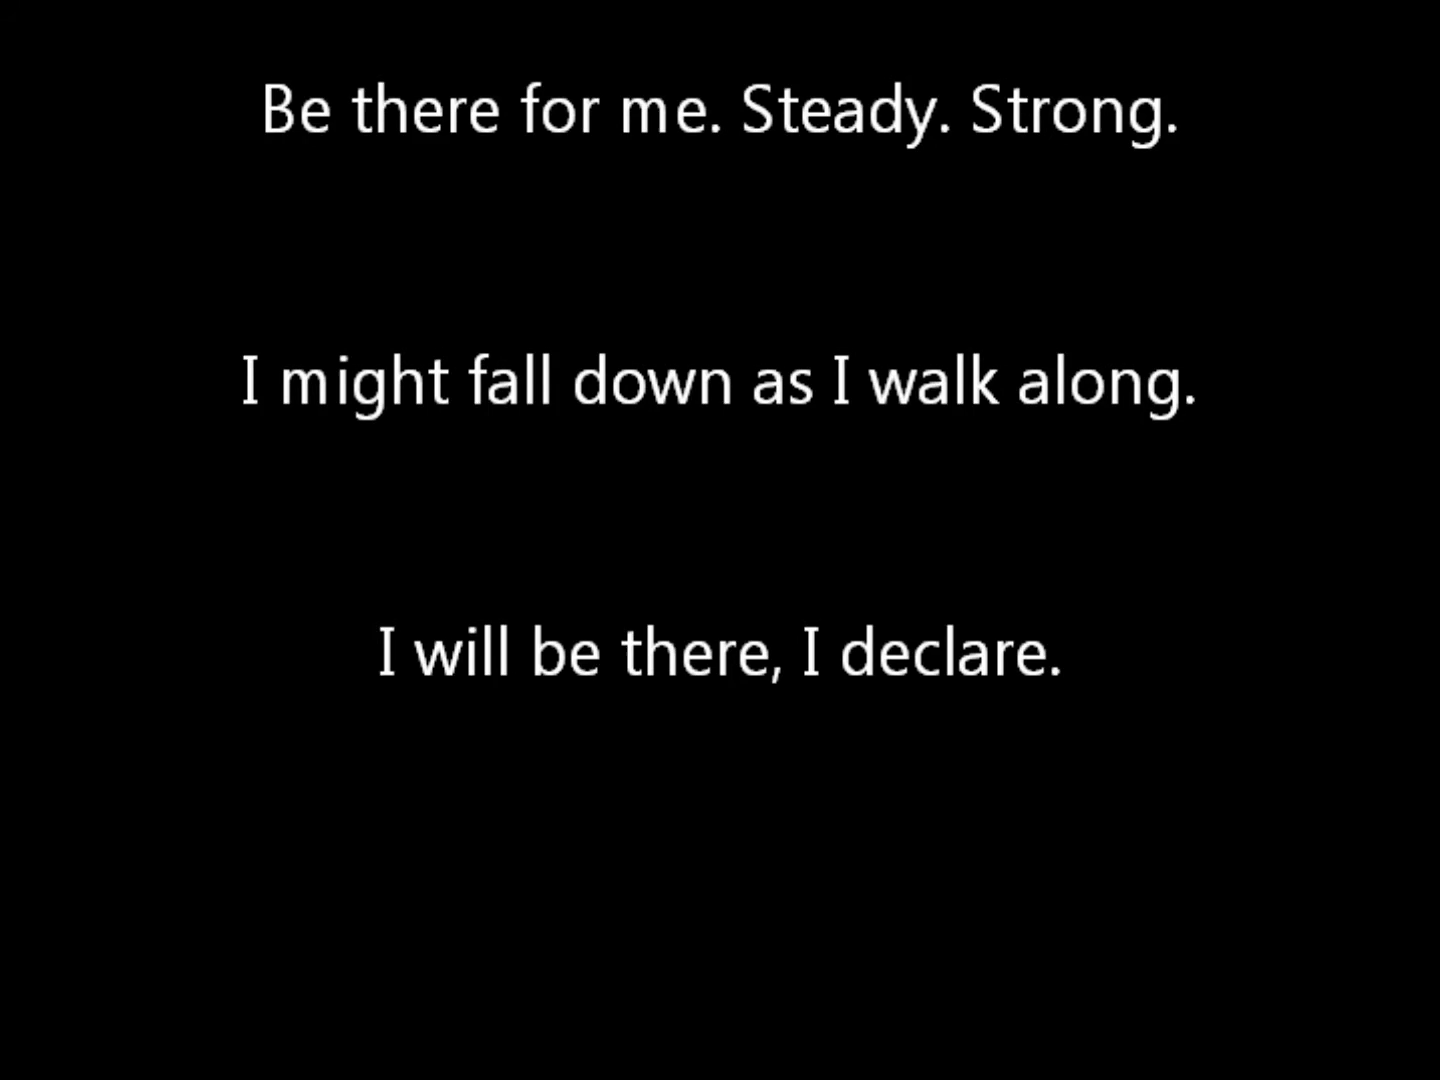 Be there for me. Steady. Strong.
I might fall down as I walk along.
I will be there, I declare.